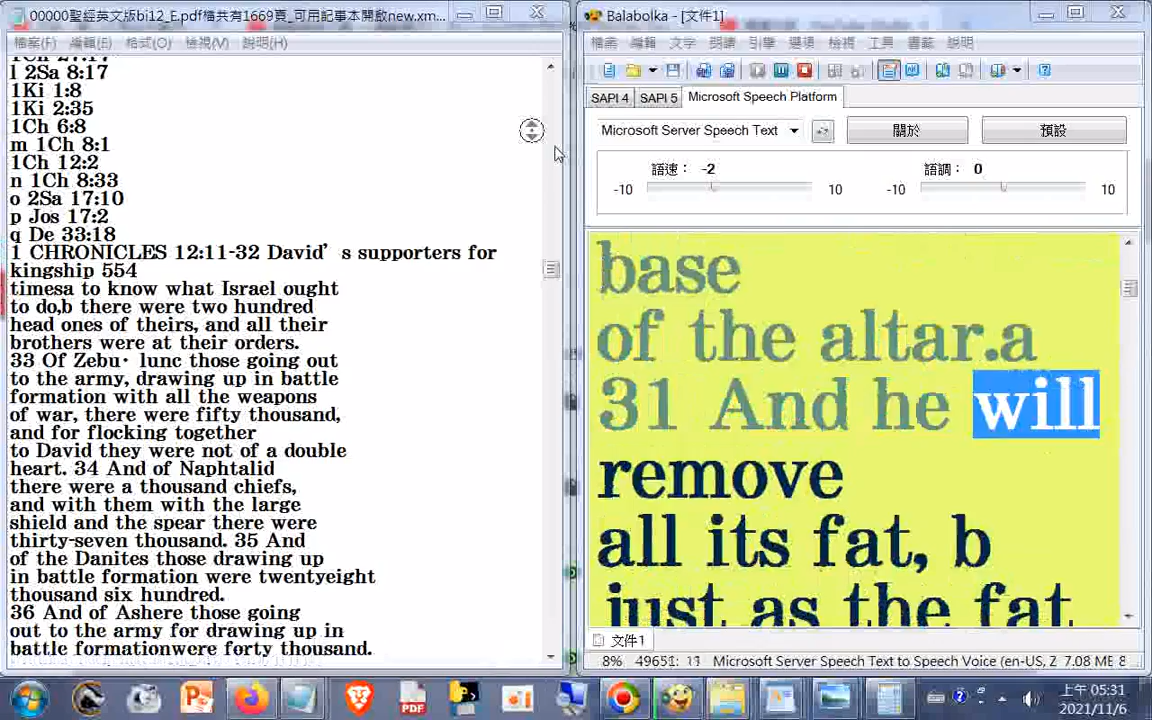 00000聖經英文版bi12_E.pdf檔共有1669頁_可用記事本開啟new.xm...
檔案(F) 編輯(E) 格式(O) 檢視(V) 說明(H)
l 2Sa 8:17
1Ki 1:8
1Ki 2:35
1Ch 6:8
m 1Ch 8:1
1Ch 12:2
n 1Ch 8:33
o 2Sa 17:10
p Jos 17:2
q De 33:18
1 CHRONICLES 12:11-32 David’s supporters for
kingship 554
timesa to know what Israel ought
to do,b there were two hundred
head ones of theirs, and all their
brothers were at their orders.
33 Of Zebu· lunc those going out
to the army, drawing up in battle
formation with all the weapons
of war, there were fifty thousand,
and for flocking together
to David they were not of a double
heart. 34 And of Naphtalid
there were a thousand chiefs,
and with them with the large
shield and the spear there were
thirty-seven thousand. 35 And
of the Danites those drawing up
in battle formation were twentyeight
thousand six hundred.
36 And of Ashere those going
out to the army for drawing up in
battle formationwere forty thousand.
Balabolka - [文件1]
檔案 編輯 文字 朗讀 引擎 選項 檢視 工具 書籤 說明
SAPI 4 SAPI 5 Microsoft Speech Platform
Microsoft Server Speech Text 關於 預設
語速： -2 語調： 0
-10 10 -10 10
base
of the altar.a
31 And he will
remove
all its fat, b
just as the fat
文件1
8% 49651: 11 Microsoft Server Speech Text to Speech Voice (en-US, Z 7.08 MB 8
PDF
上午 05:31
2021/11/6